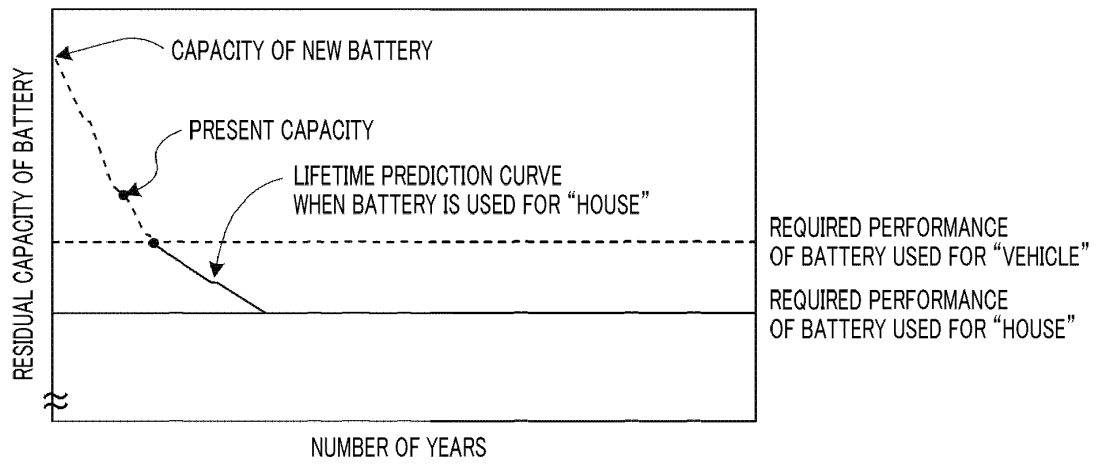 CAPACITY OF NEW BATTERY
PRESENT CAPACITY
LIFETIME PREDICTION CURVE
WHEN BATTERY IS USED FOR “HOUSE”
REQUIRED PERFORMANCE
OF BATTERY USED FOR “VEHICLE”
REQUIRED PERFORMANCE
OF BATTERY USED FOR “HOUSE”
RESIDUAL CAPACITY OF BATTERY
NUMBER OF YEARS